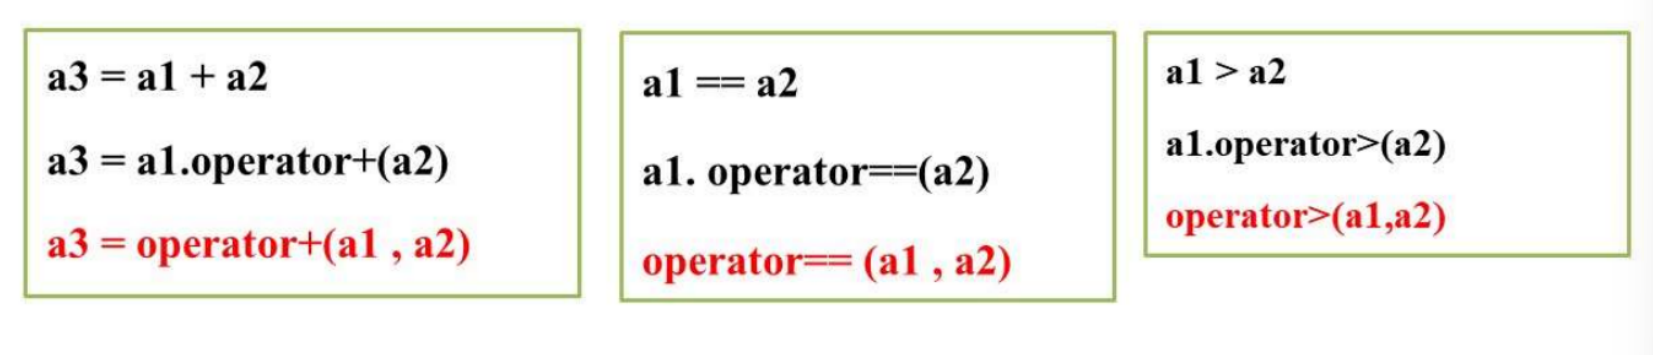 a3 = a1 + a2
a3 = a1.operator+(a2)
a3 = operator+(a1 , a2)
a1 == a2
a1. operator==(a2)
operator== (a1 , a2)
a1 > a2
a1.operator>(a2)
operator>(a1,a2)